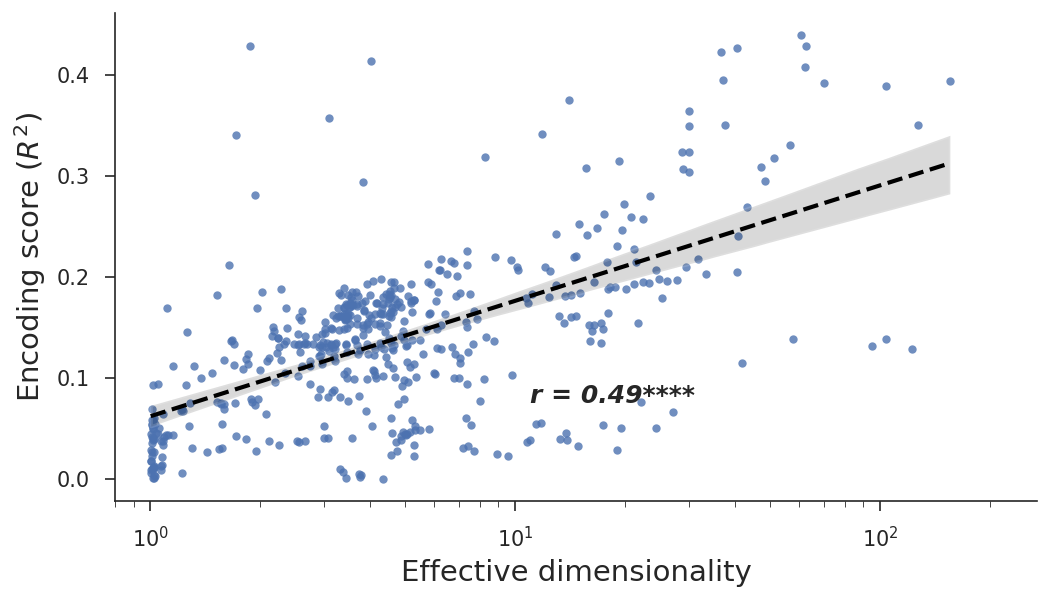 Encoding score (R²)
0.4
0.3
0.2
0.1
0.0
r = 0.49****
10⁰ 10¹ 10²
Effective dimensionality